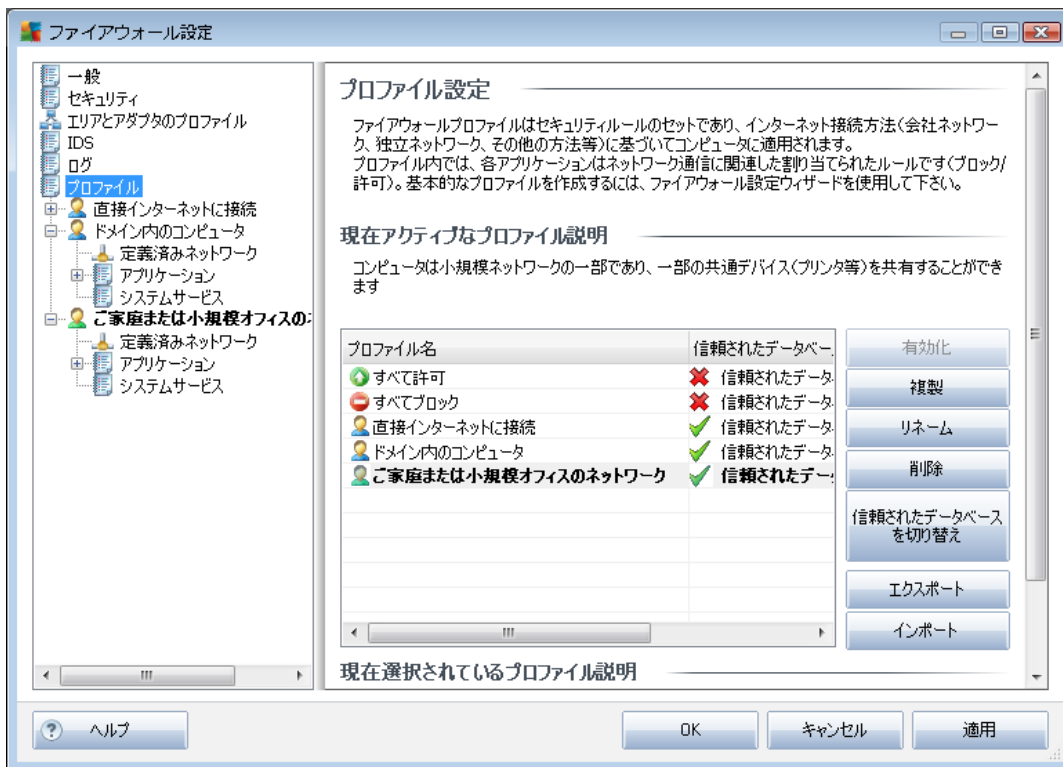 ファイアウォール設定
一般
セキュリティ
エリアとアダプタのプロファイル
IDS
ログ
プロファイル
直接インターネットに接続
ドメイン内のコンピュータ
定義済みネットワーク
アプリケーション
システムサービス
ご家庭または小規模オフィスのネ
定義済みネットワーク
アプリケーション
システムサービス
プロファイル設定
ファイアウォールプロファイルはセキュリティルールのセットであり、インターネット接続方法(会社ネットワー
ク、独立ネットワーク、その他の方法等)に基づいてコンピュータに適用されます。
プロファイル内では、各アプリケーションはネットワーク通信に関連した割り当てられたルールです(ブロック/
許可)。基本的なプロファイルを作成するには、ファイアウォール設定ウィザードを使用して下さい。
現在アクティブなプロファイル説明
コンピュータは小規模ネットワークの一部であり、一部の共通デバイス(プリンタ等)を共有することができ
ます
プロファイル名 信頼されたデータベー
すべて許可 信頼されたデータ
すべてブロック 信頼されたデータ
直接インターネットに接続 信頼されたデータ
ドメイン内のコンピュータ 信頼されたデータ
ご家庭または小規模オフィスのネットワーク 信頼されたデー
有効化
複製
リネーム
削除
信頼されたデータベース
を切り替え
エクスポート
インポート
現在選択されているプロファイル説明
ヘルプ
OK
キャンセル
適用